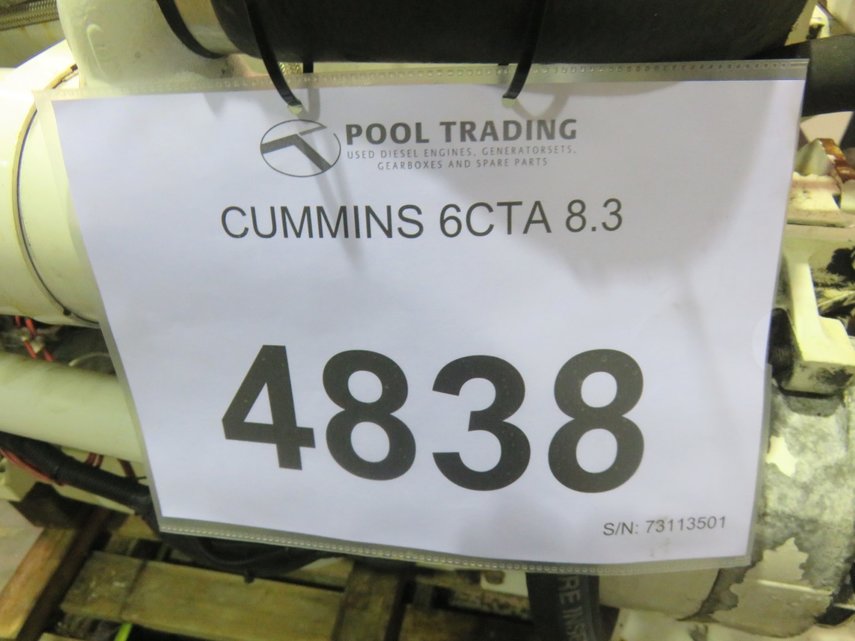 POOL TRADING
USED DIESEL ENGINES, GENERATORSETS,
GEARBOXES AND SPARE PARTS
CUMMINS 6CTA 8.3
4838
S/N: 73113501